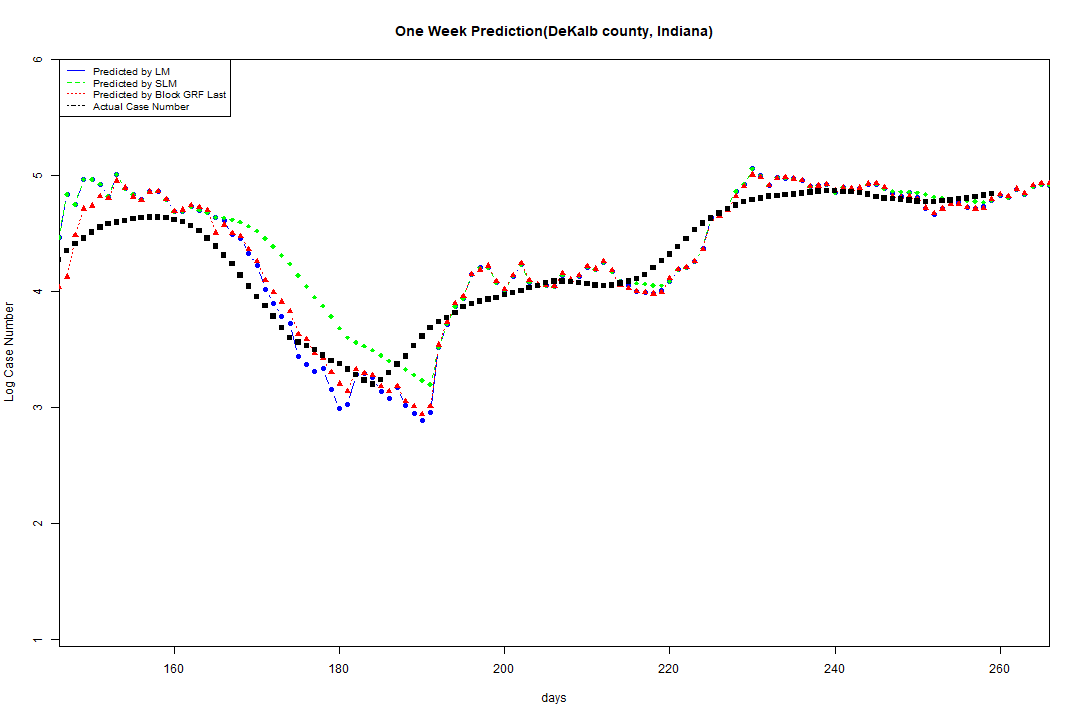 One Week Prediction(DeKalb county, Indiana)
Predicted by LM
Predicted by SLM
Predicted by Block GRF Last
Actual Case Number
6
5
4
3
2
1
Log Case Number
160 180 200 220 240 260
days